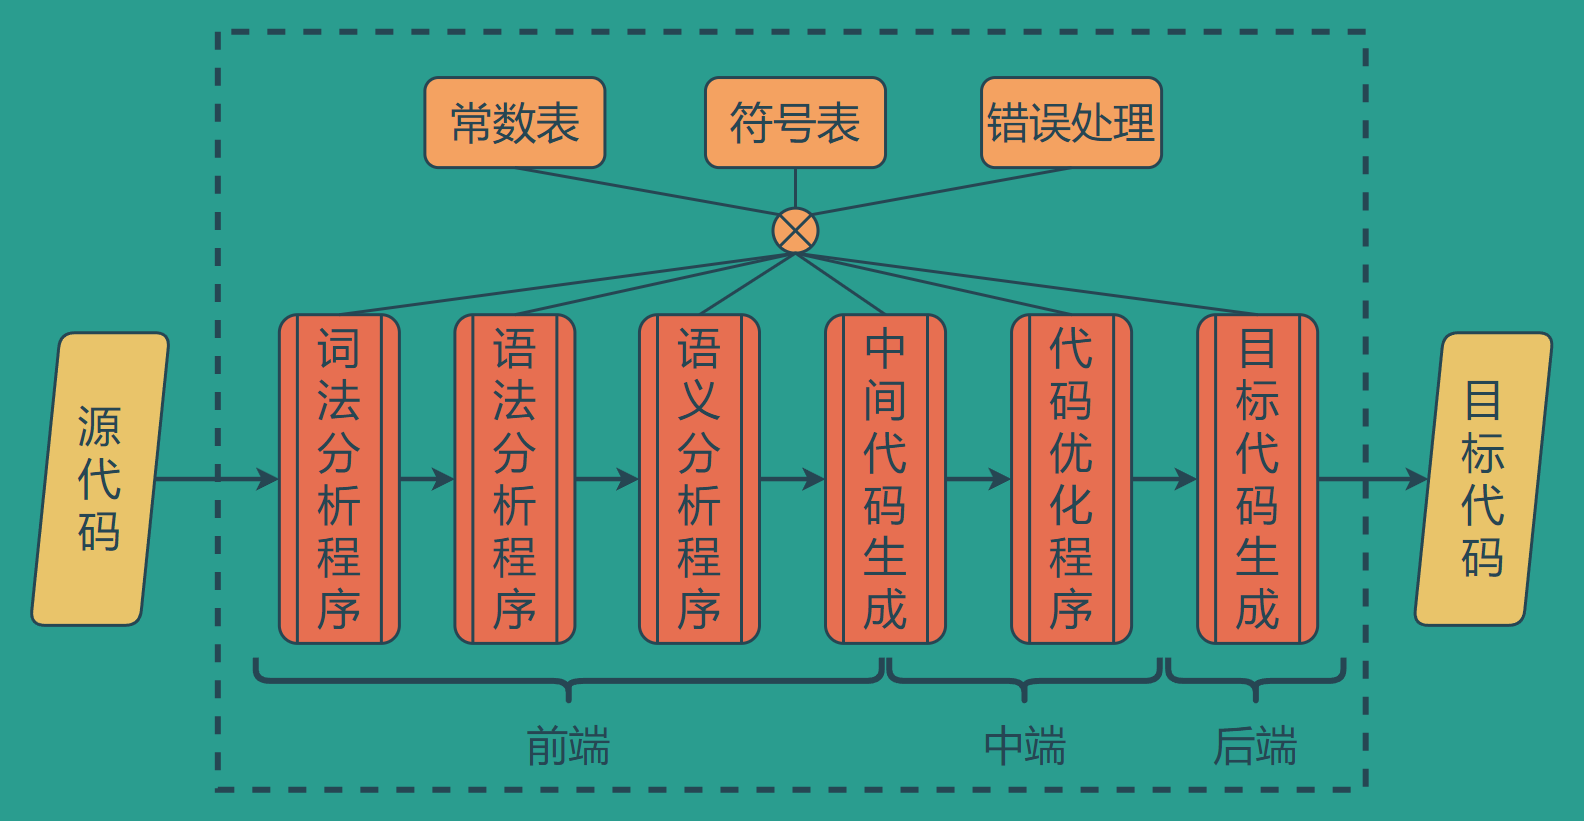 常数表
符号表
错误处理
源代码
词法分析程序
语法分析程序
语义分析程序
中间代码生成
代码优化程序
目标代码生成
目标代码
前端
中端
后端